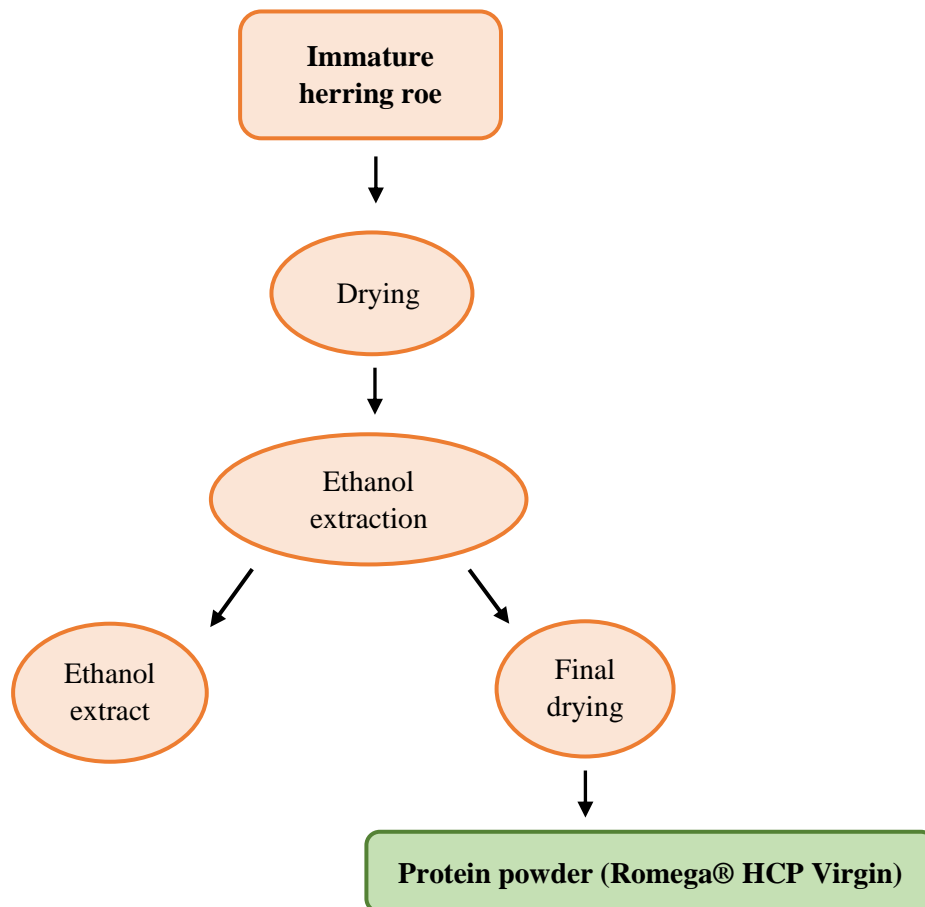 Immature
herring roe
Drying
Ethanol
extraction
Ethanol
extract
Final
drying
Protein powder (Romega® HCP Virgin)